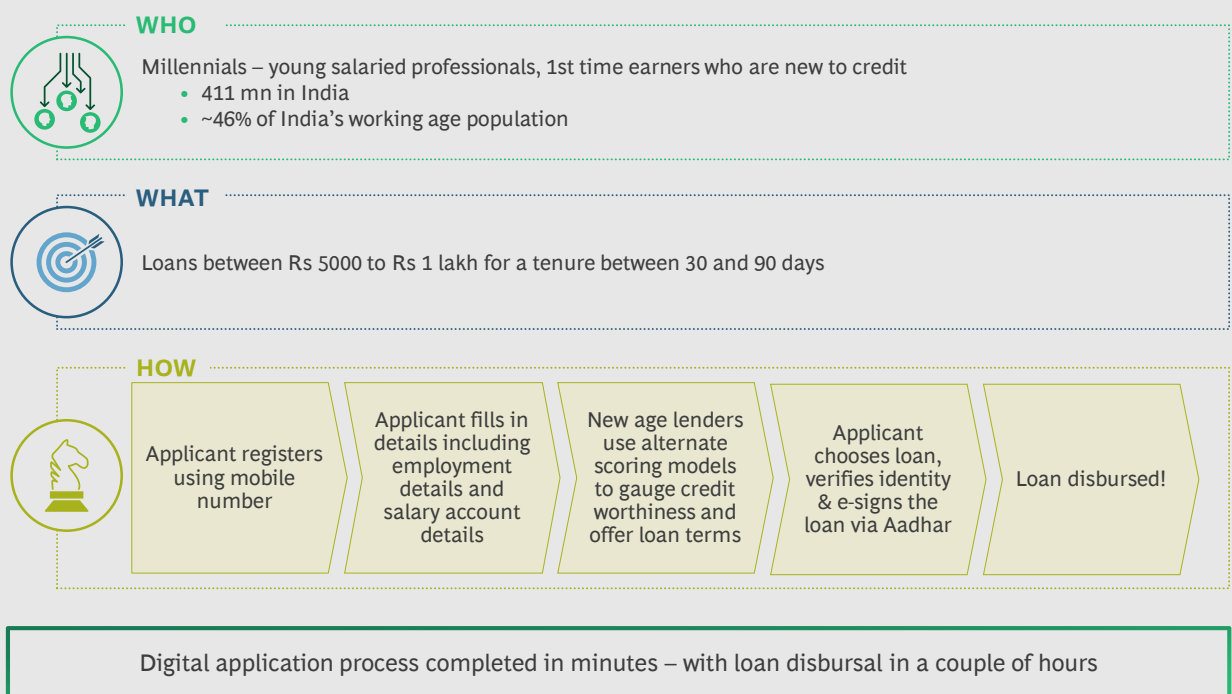 WHO
Millennials – young salaried professionals, 1st time earners who are new to credit
• 411 mn in India
• ~46% of India's working age population
WHAT
Loans between Rs 5000 to Rs 1 lakh for a tenure between 30 and 90 days
HOW
Applicant registers
using mobile
number
Applicant fills in
details including
employment
details and
salary account
details
New age lenders
use alternate
scoring models
to gauge credit
worthiness and
offer loan terms
Applicant
chooses loan,
verifies identity
& e-signs the
loan via Aadhar
Loan disbursed!
Digital application process completed in minutes – with loan disbursal in a couple of hours